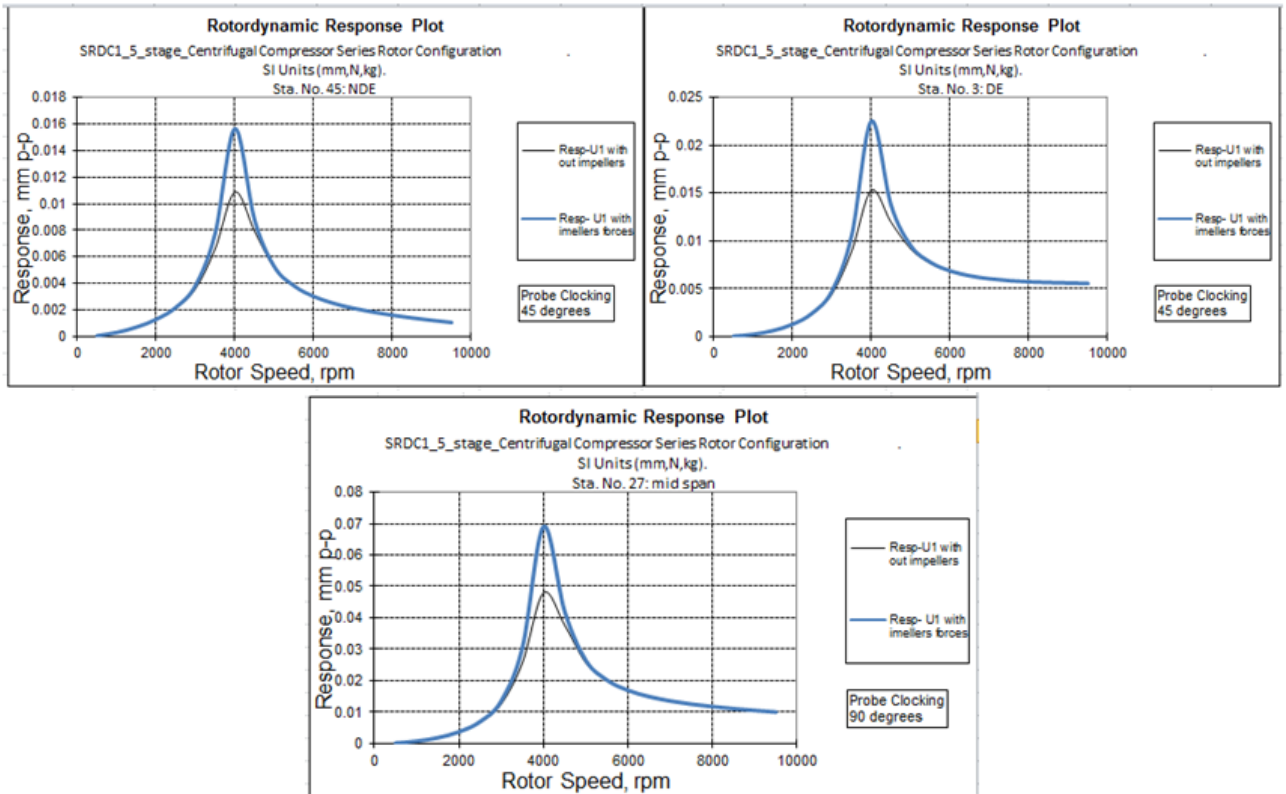 Rotordynamic Response Plot
SRDC1_5_stage_Centrifugal Compressor Series Rotor Configuration
SI Units (mm,N,kg).
Sta. No. 45: NDE
Response, mm p-p
0.018
0.016
0.014
0.012
0.01
0.008
0.006
0.004
0.002
0
0 2000 4000 6000 8000 10000
Rotor Speed, rpm
Resp-U1 with
out impellers
Resp- U1 with
imellers forces
Probe Clocking
45 degrees
Rotordynamic Response Plot
SRDC1_5_stage_Centrifugal Compressor Series Rotor Configuration
SI Units (mm,N,kg).
Sta. No. 3: DE
Response, mm p-p
0.025
0.02
0.015
0.01
0.005
0
0 2000 4000 6000 8000 10000
Rotor Speed, rpm
Resp-U1 with
out impellers
Resp- U1 with
imellers forces
Probe Clocking
45 degrees
Rotordynamic Response Plot
SRDC1_5_stage_Centrifugal Compressor Series Rotor Configuration
SI Units (mm,N,kg).
Sta. No. 27: mid span
Response, mm p-p
0.08
0.07
0.06
0.05
0.04
0.03
0.02
0.01
0
0 2000 4000 6000 8000 10000
Rotor Speed, rpm
Resp-U1 with
out impellers
Resp- U1 with
imellers forces
Probe Clocking
90 degrees